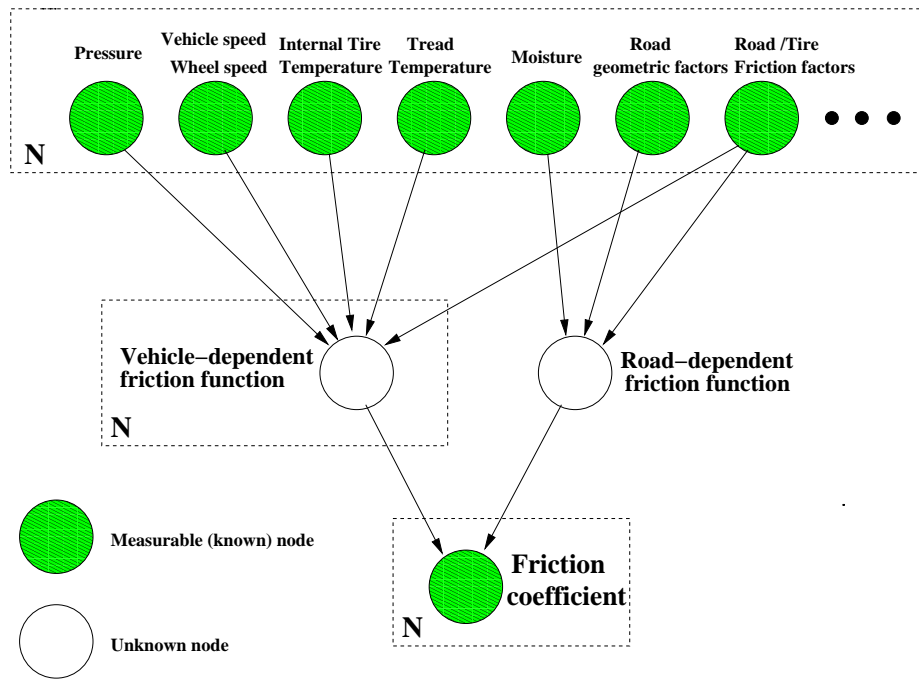 Pressure
Vehicle speed
Wheel speed
Internal Tire
Temperature
Tread
Temperature
Moisture
Road
geometric factors
Road /Tire
Friction factors
N
Vehicle−dependent
friction function
N
Road−dependent
friction function
Measurable (known) node
Friction
coefficient
N
Unknown node